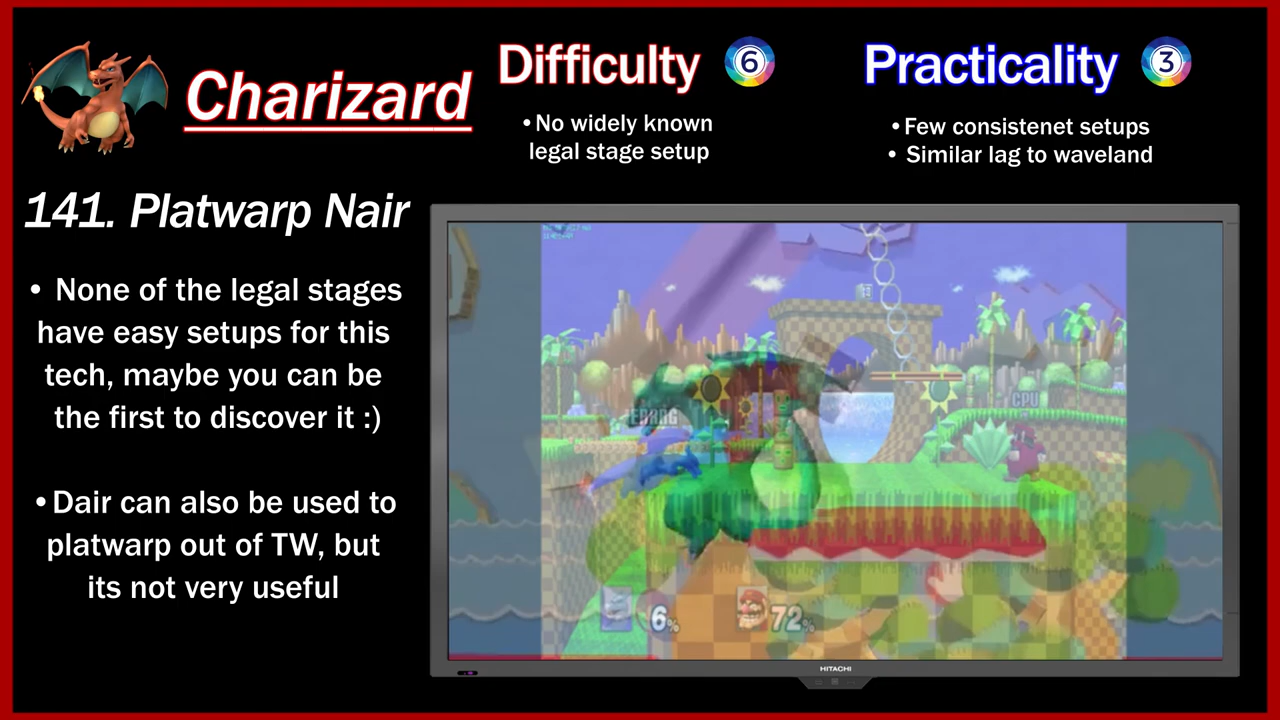 Charizard
Difficulty 6
•No widely known
legal stage setup
Practicality 3
•Few consistenet setups
• Similar lag to waveland
141. Platwarp Nair
• None of the legal stages
have easy setups for this
tech, maybe you can be
the first to discover it :)
•Dair can also be used to
platwarp out of TW, but
its not very useful
CPU
6%
72%
HITACHI